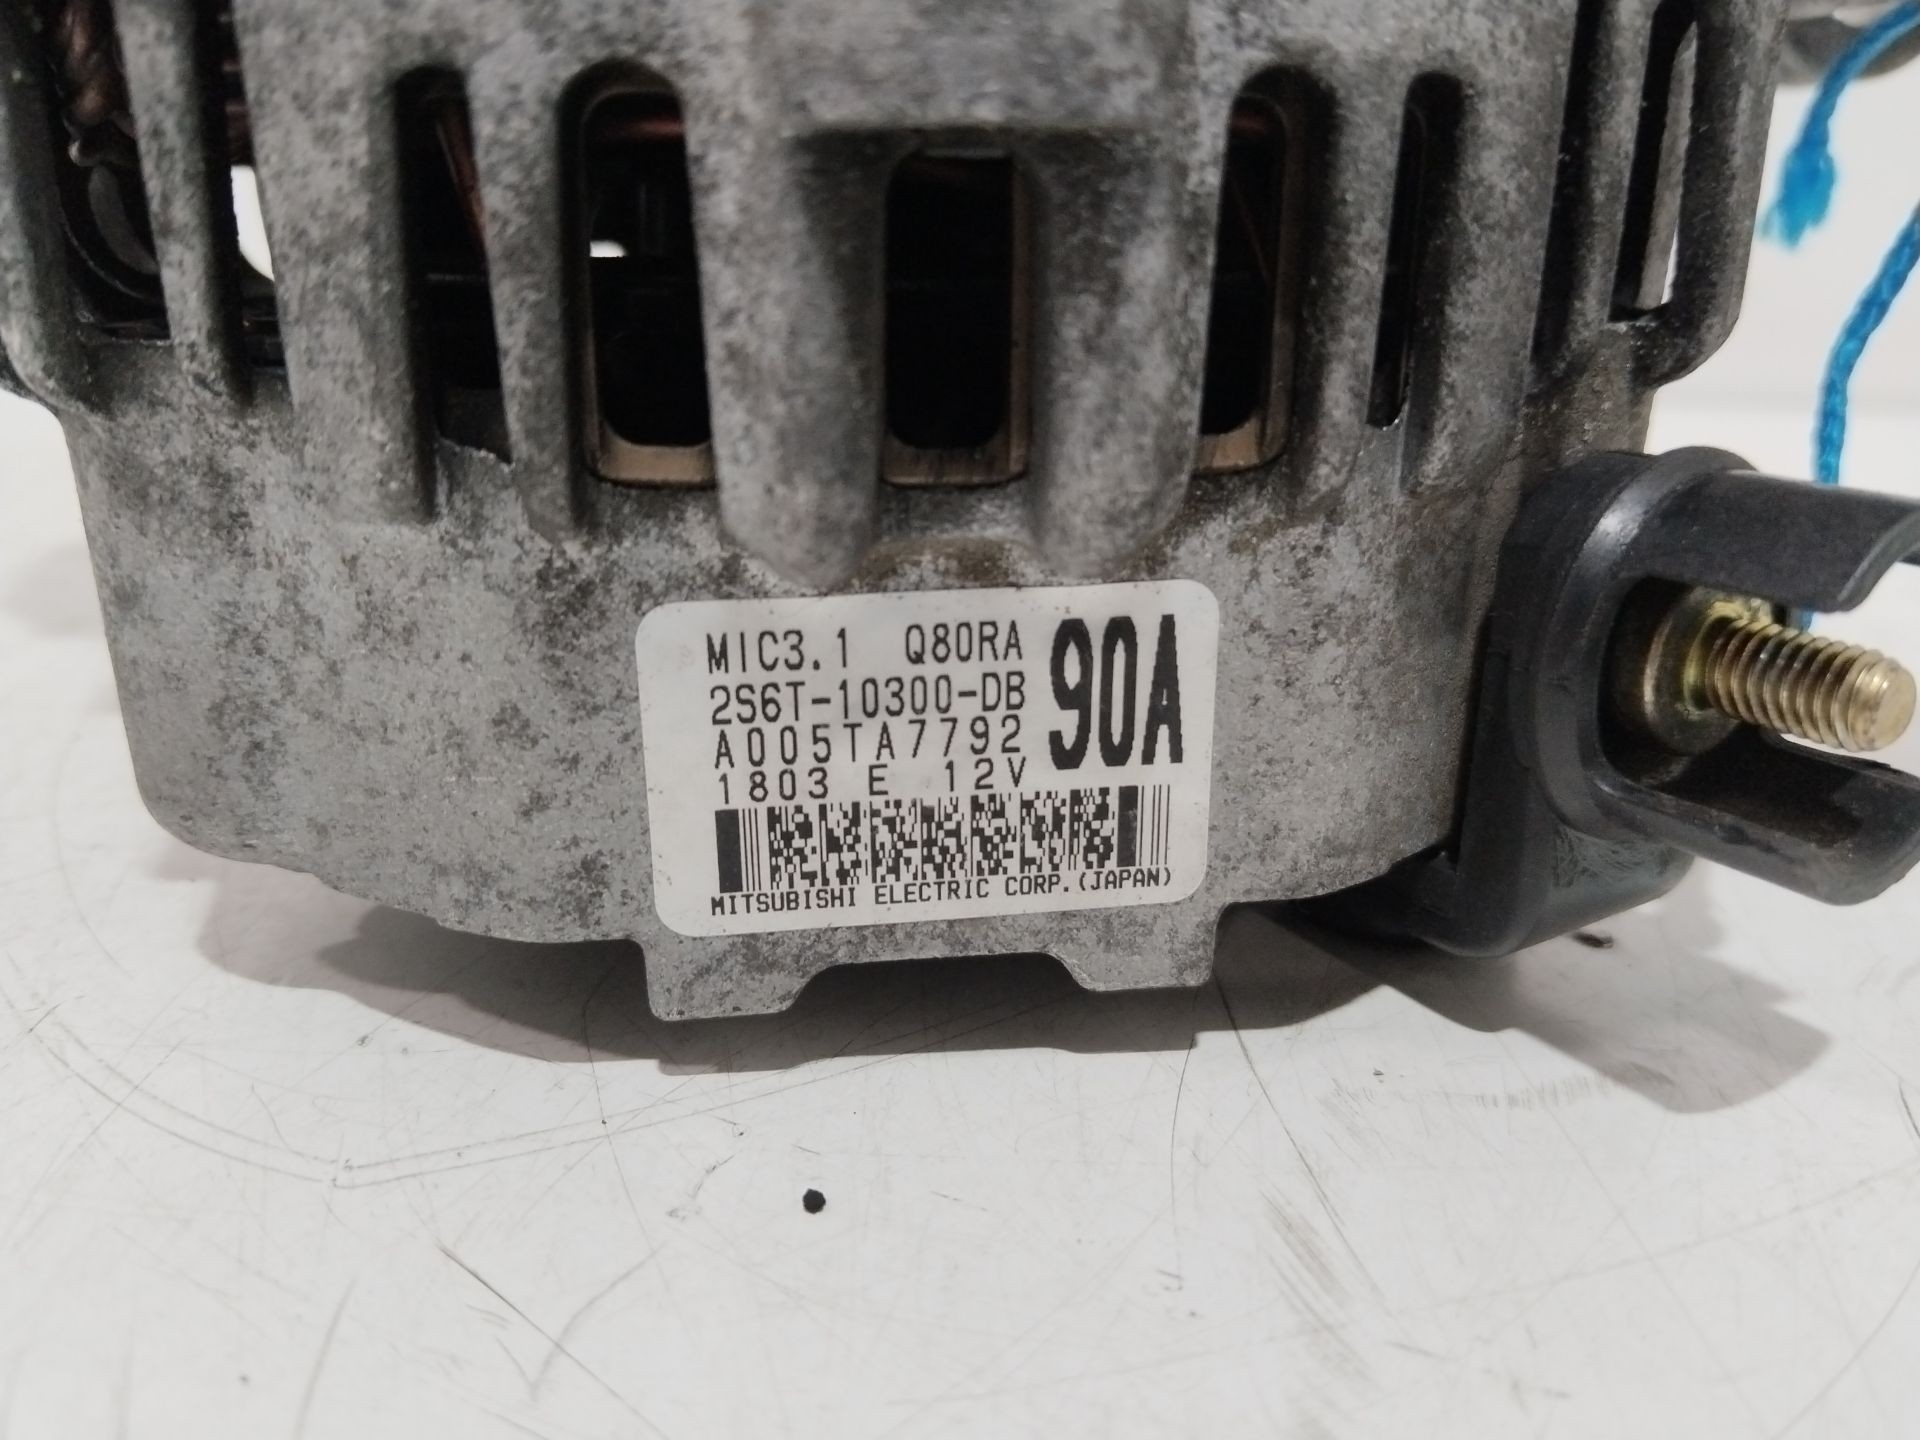 MIC3.1 Q80RA
2S6T-10300-DB
90A
A005TA7792
1803 E 12V
MITSUBISHI ELECTRIC CORP.(JAPAN)